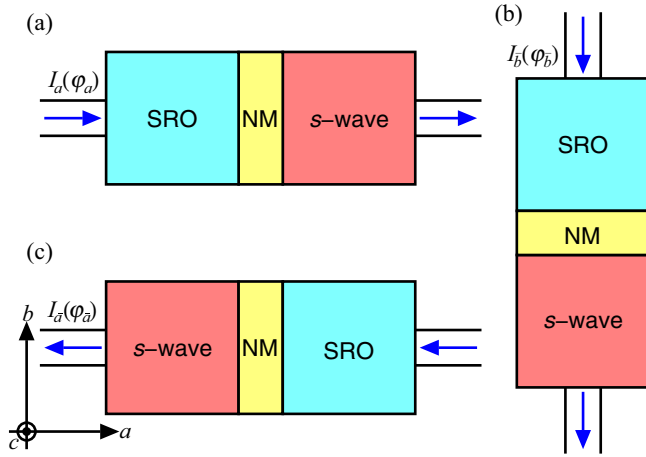 (a)
I_a(φ_a)
SRO NM s–wave
(b)
I_b̄(φ_b̄)
SRO
NM
s–wave
(c)
I_ā(φ_ā)
s–wave NM SRO
b
c
a